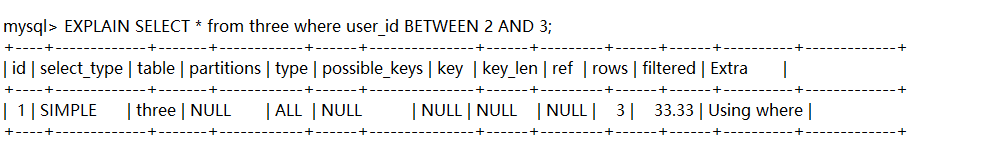 mysql> EXPLAIN SELECT * from three where user_id BETWEEN 2 AND 3;
+----+-------------+-------+------------+------+---------------+------+---------+------+------+----------+-------------+
| id | select_type | table | partitions | type | possible_keys | key | key_len | ref | rows | filtered | Extra |
+----+-------------+-------+------------+------+---------------+------+---------+------+------+----------+-------------+
| 1 | SIMPLE | three | NULL | ALL | NULL | NULL | NULL | NULL | 3 | 33.33 | Using where |
+----+-------------+-------+------------+------+---------------+------+---------+------+------+----------+-------------+